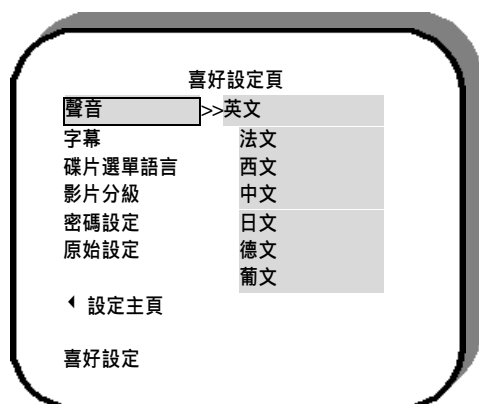 喜好設定頁
聲音 >>英文
字幕 法文
碟片選單語言 西文
影片分級 中文
密碼設定 日文
原始設定 德文
葡文
設定主頁
喜好設定